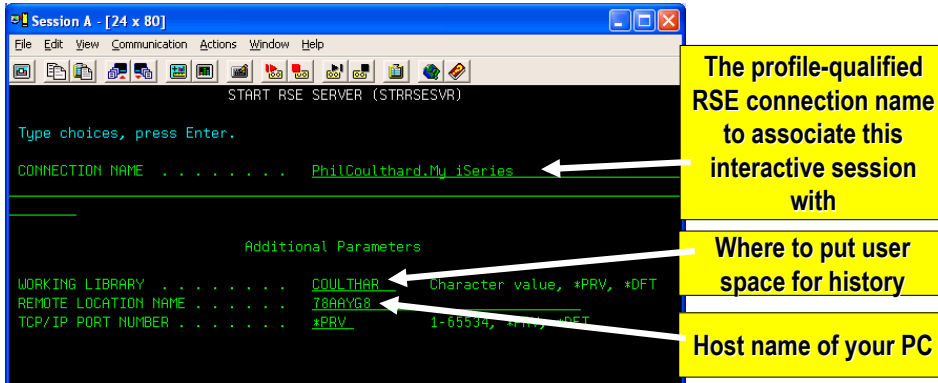 Session A - [24 x 80]
File Edit View Communication Actions Window Help
START RSE SERVER (STRRSESVR)
Type choices, press Enter.
CONNECTION NAME . . . . . . . . PhilCoulthard.My iSeries
Additional Parameters
WORKING LIBRARY . . . . . . . . COULTHAR Character value, *PRV, *DFT
REMOTE LOCATION NAME . . . . . . 78AAYG8
TCP/IP PORT NUMBER . . . . . . . *PRV 1-65534, *PRV, *DFT
The profile-qualified
RSE connection name
to associate this
interactive session
with
Where to put user
space for history
Host name of your PC